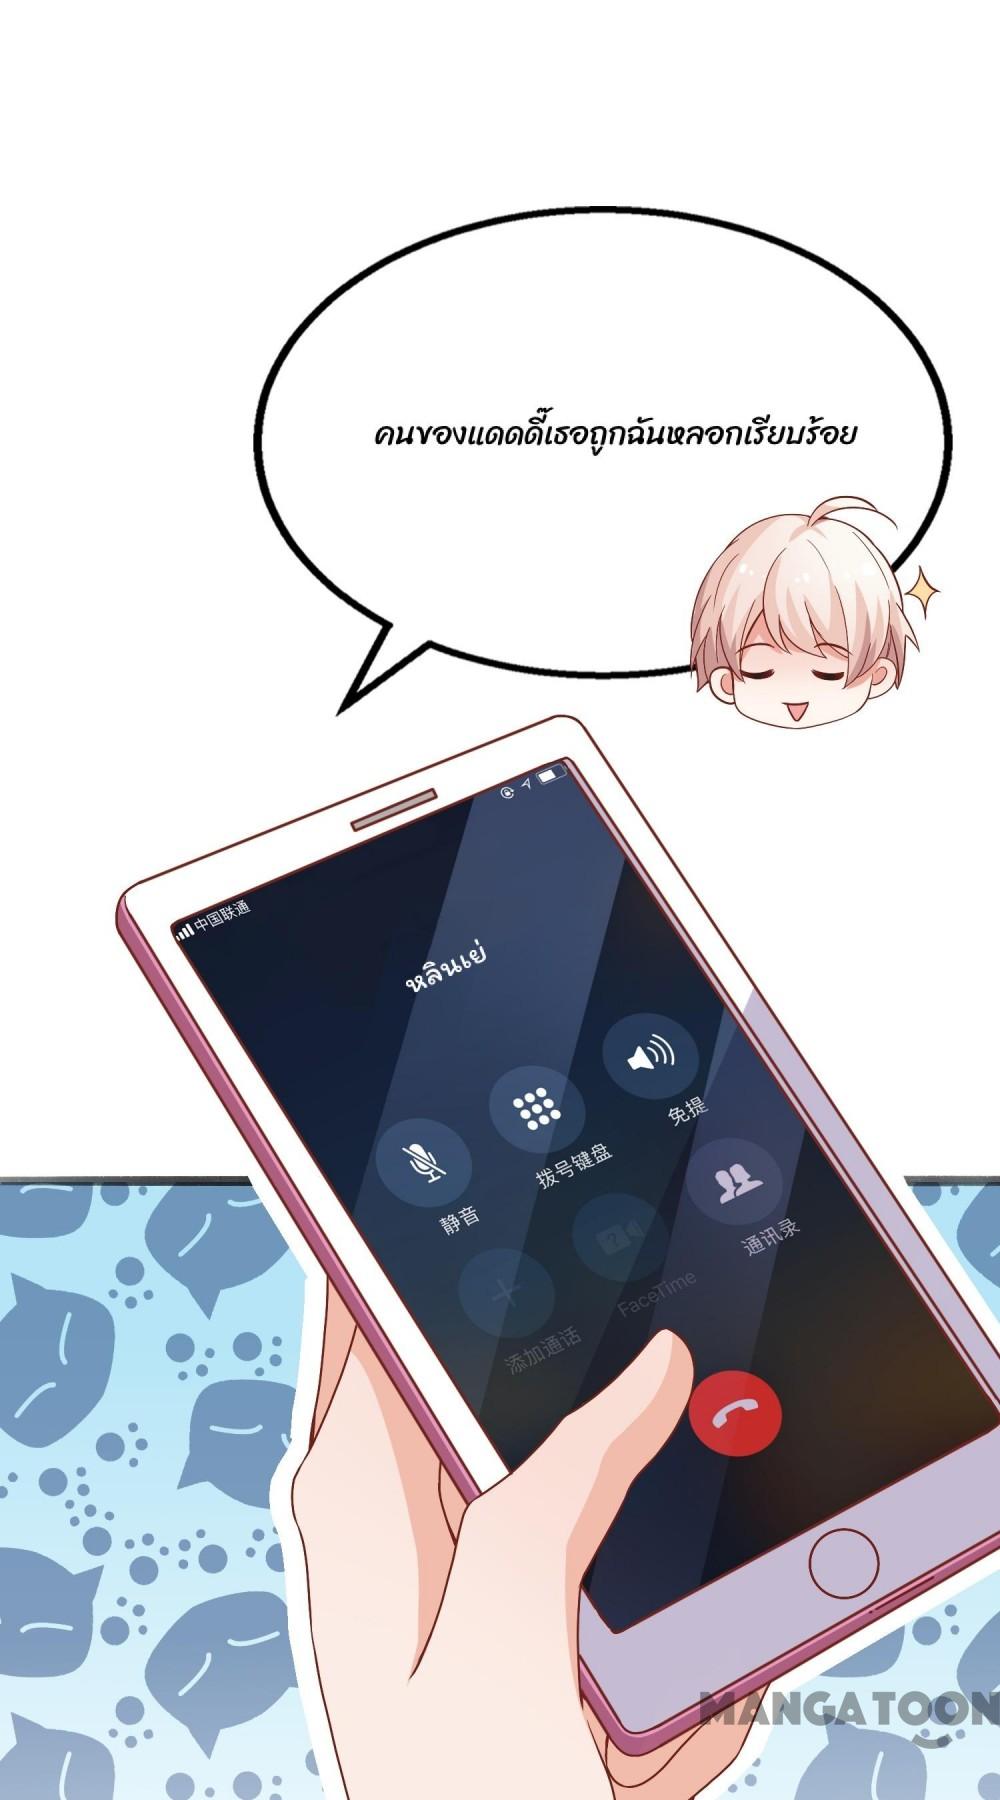 คนของแดดดี้เธอถูกฉันหลอกเรียบร้อย
中国联通
หลินเย่
免提
拨号键盘
静音
通讯录
FaceTime
添加通话
MANGATOON